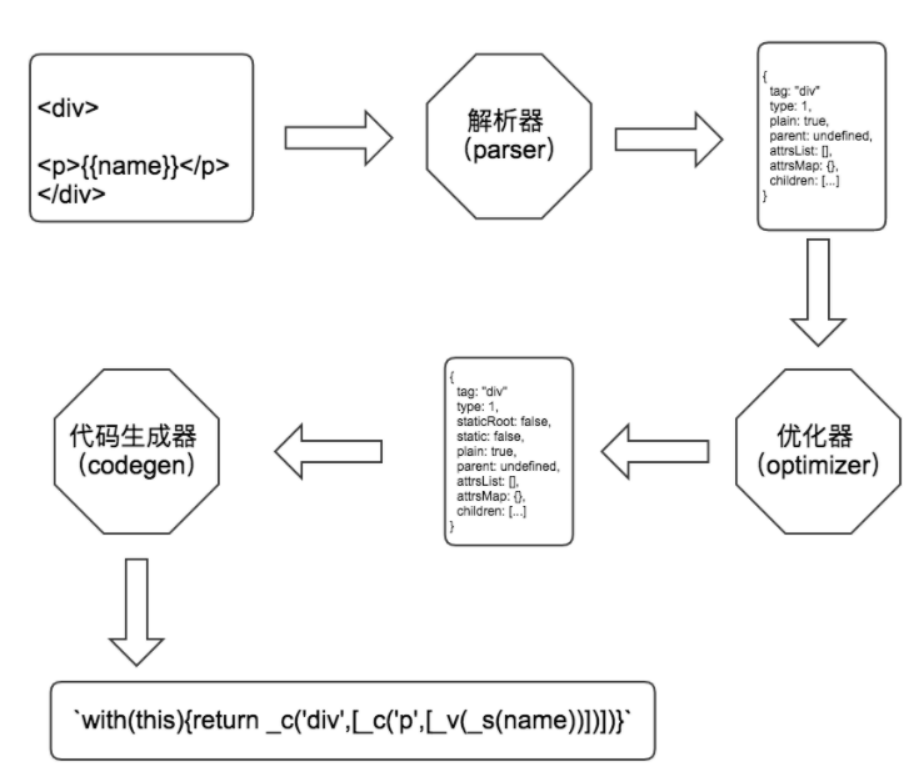 <div>
<p>{{name}}</p>
</div>
解析器
（parser）
{
tag: "div"
type: 1,
plain: true,
parent: undefined,
attrsList: [],
attrsMap: {},
children: [...]
}
优化器
（optimizer）
{
tag: "div"
type: 1,
staticRoot: false,
static: false,
plain: true,
parent: undefined,
attrsList: [],
attrsMap: {},
children: [...]
}
代码生成器
（codegen）
`with(this){return _c('div',[_c('p',[_v(_s(name))])])}`